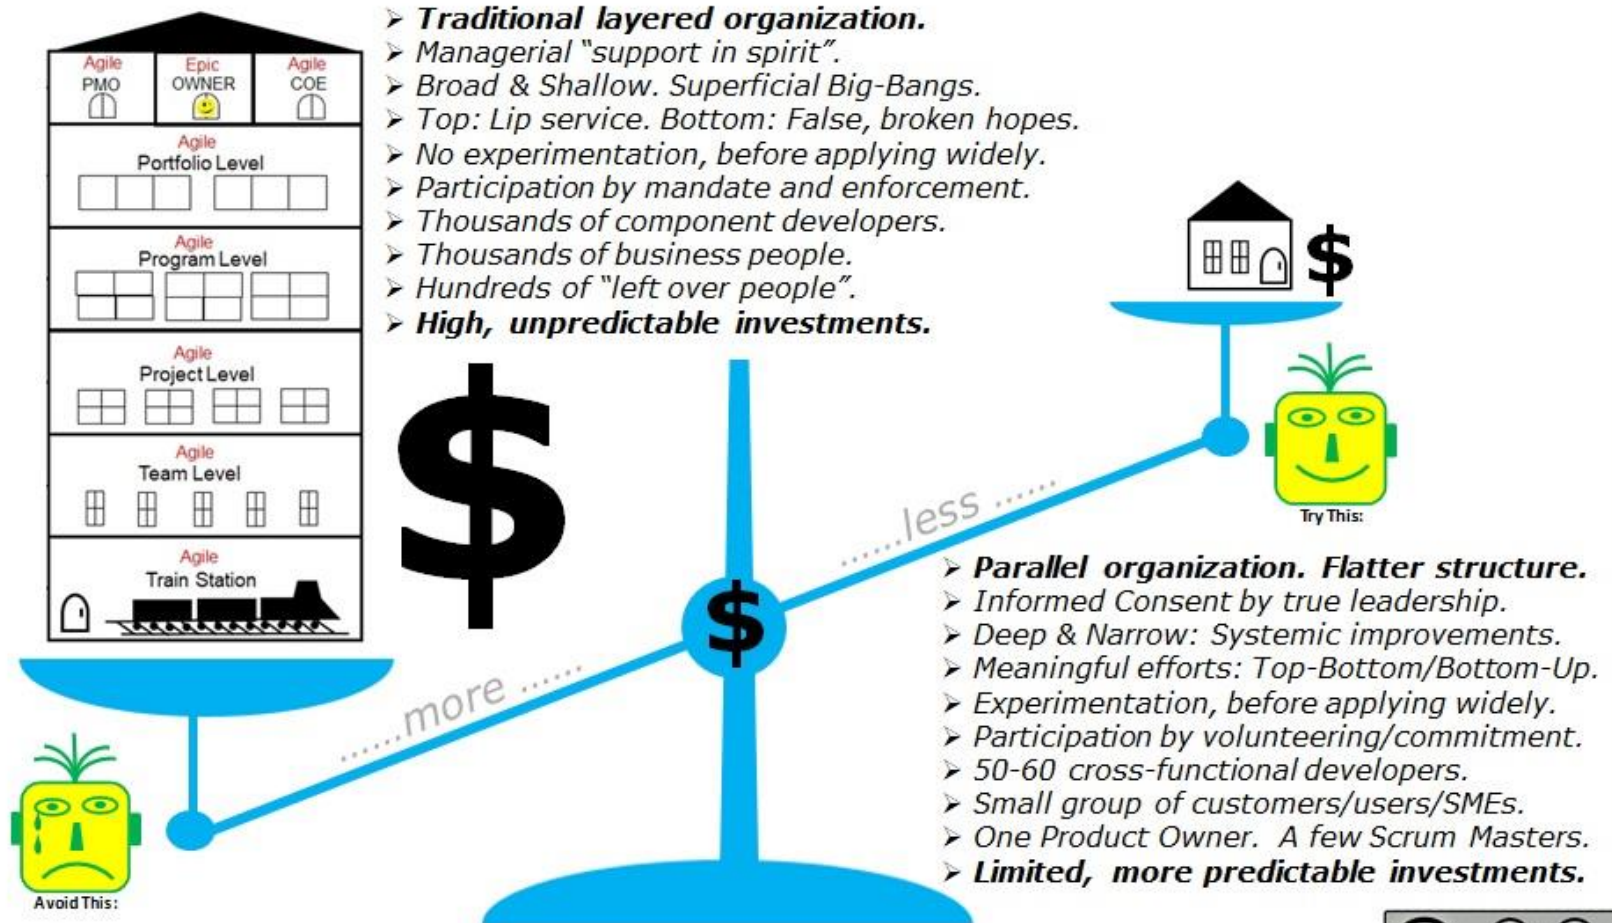 Agile
PMO
Epic
OWNER
Agile
COE
Agile
Portfolio Level
Agile
Program Level
Agile
Project Level
Agile
Team Level
Agile
Train Station
➢ Traditional layered organization.
➢ Managerial “support in spirit”.
➢ Broad & Shallow. Superficial Big-Bangs.
➢ Top: Lip service. Bottom: False, broken hopes.
➢ No experimentation, before applying widely.
➢ Participation by mandate and enforcement.
➢ Thousands of component developers.
➢ Thousands of business people.
➢ Hundreds of “left over people”.
➢ High, unpredictable investments.
$
$
$
......more ......
......less ......
Avoid This:
Try This:
➢ Parallel organization. Flatter structure.
➢ Informed Consent by true leadership.
➢ Deep & Narrow: Systemic improvements.
➢ Meaningful efforts: Top-Bottom/Bottom-Up.
➢ Experimentation, before applying widely.
➢ Participation by volunteering/commitment.
➢ 50-60 cross-functional developers.
➢ Small group of customers/users/SMEs.
➢ One Product Owner. A few Scrum Masters.
➢ Limited, more predictable investments.